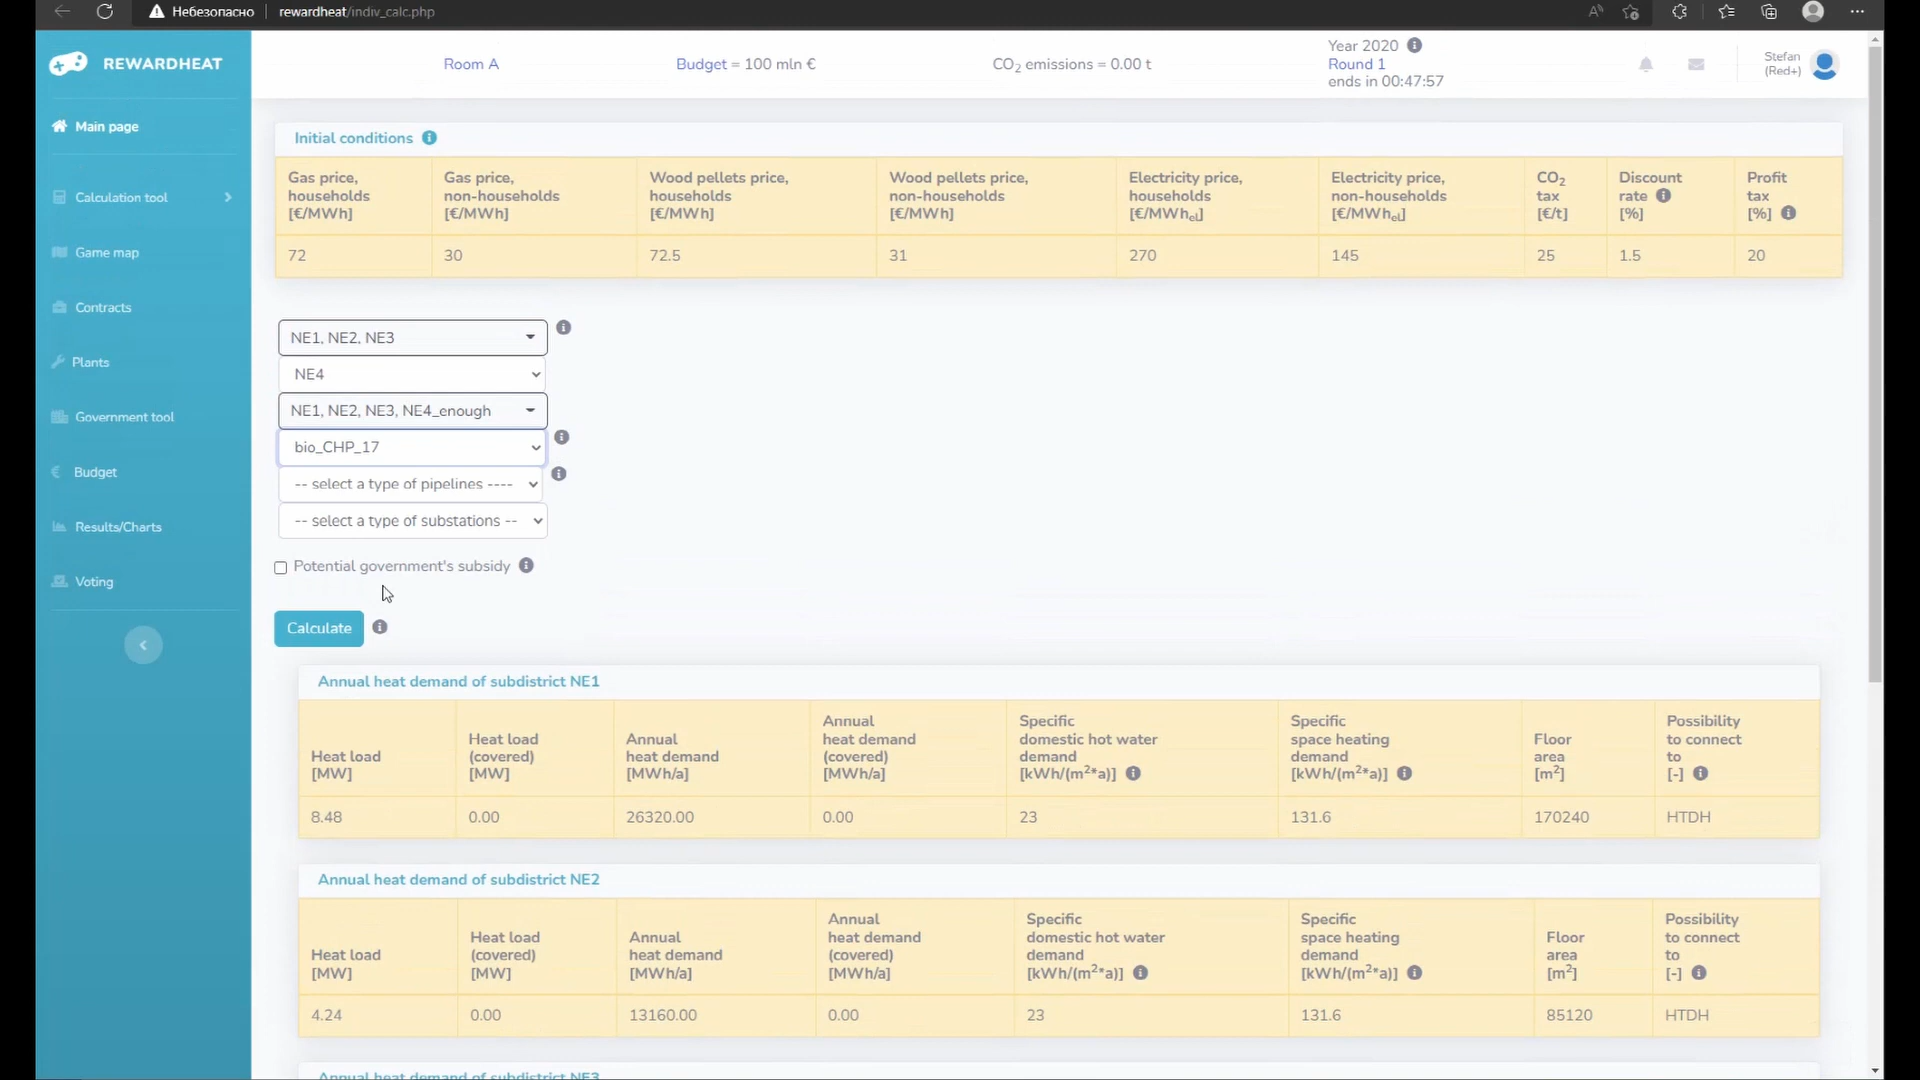 Небезопасно rewardheat/indiv_calc.php
REWARDHEAT
Main page
Calculation tool
Game map
Contracts
Plants
Government tool
Budget
Results/Charts
Voting
Room A
Budget = 100 mln €
CO2 emissions = 0.00 t
Year 2020
Round 1
ends in 00:47:57
Stefan
(Red+)
Initial conditions
Gas price, households [€/MWh]
Gas price, non-households [€/MWh]
Wood pellets price, households [€/MWh]
Wood pellets price, non-households [€/MWh]
Electricity price, households [€/MWhel]
Electricity price, non-households [€/MWhel]
CO2 tax [€/t]
Discount rate [%]
Profit tax [%]
72 30 72.5 31 270 145 25 1.5 20
NE1, NE2, NE3
NE4
NE1, NE2, NE3, NE4_enough
bio_CHP_17
-- select a type of pipelines ----
-- select a type of substations --
Potential government's subsidy
Calculate
Annual heat demand of subdistrict NE1
Heat load [MW]
Heat load (covered) [MW]
Annual heat demand [MWh/a]
Annual heat demand (covered) [MWh/a]
Specific domestic hot water demand [kWh/(m2*a)]
Specific space heating demand [kWh/(m2*a)]
Floor area [m2]
Possibility to connect to [-]
8.48 0.00 26320.00 0.00 23 131.6 170240 HTDH
Annual heat demand of subdistrict NE2
Heat load [MW]
Heat load (covered) [MW]
Annual heat demand [MWh/a]
Annual heat demand (covered) [MWh/a]
Specific domestic hot water demand [kWh/(m2*a)]
Specific space heating demand [kWh/(m2*a)]
Floor area [m2]
Possibility to connect to [-]
4.24 0.00 13160.00 0.00 23 131.6 85120 HTDH
Annual heat demand of subdistrict NE3